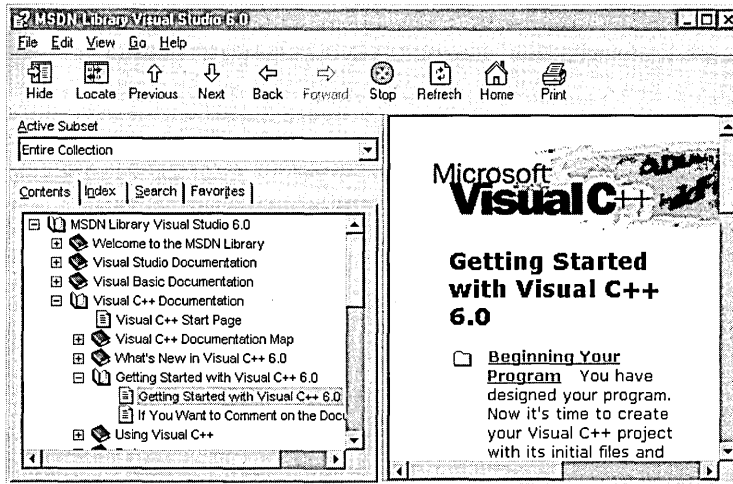 MSDN Library Visual Studio 6.0
File Edit View Go Help
Hide Locate Previous Next Back Forward Stop Refresh Home Print
Active Subset
Entire Collection
Contents Index Search Favorites
MSDN Library Visual Studio 6.0
Welcome to the MSDN Library
Visual Studio Documentation
Visual Basic Documentation
Visual C++ Documentation
Visual C++ Start Page
Visual C++ Documentation Map
What's New in Visual C++ 6.0
Getting Started with Visual C++ 6.0
Getting Started with Visual C++ 6.0
If You Want to Comment on the Docu
Using Visual C++
Microsoft
Visual C++
Getting Started
with Visual C++
6.0
Beginning Your
Program You have
designed your program.
Now it's time to create
your Visual C++ project
with its initial files and